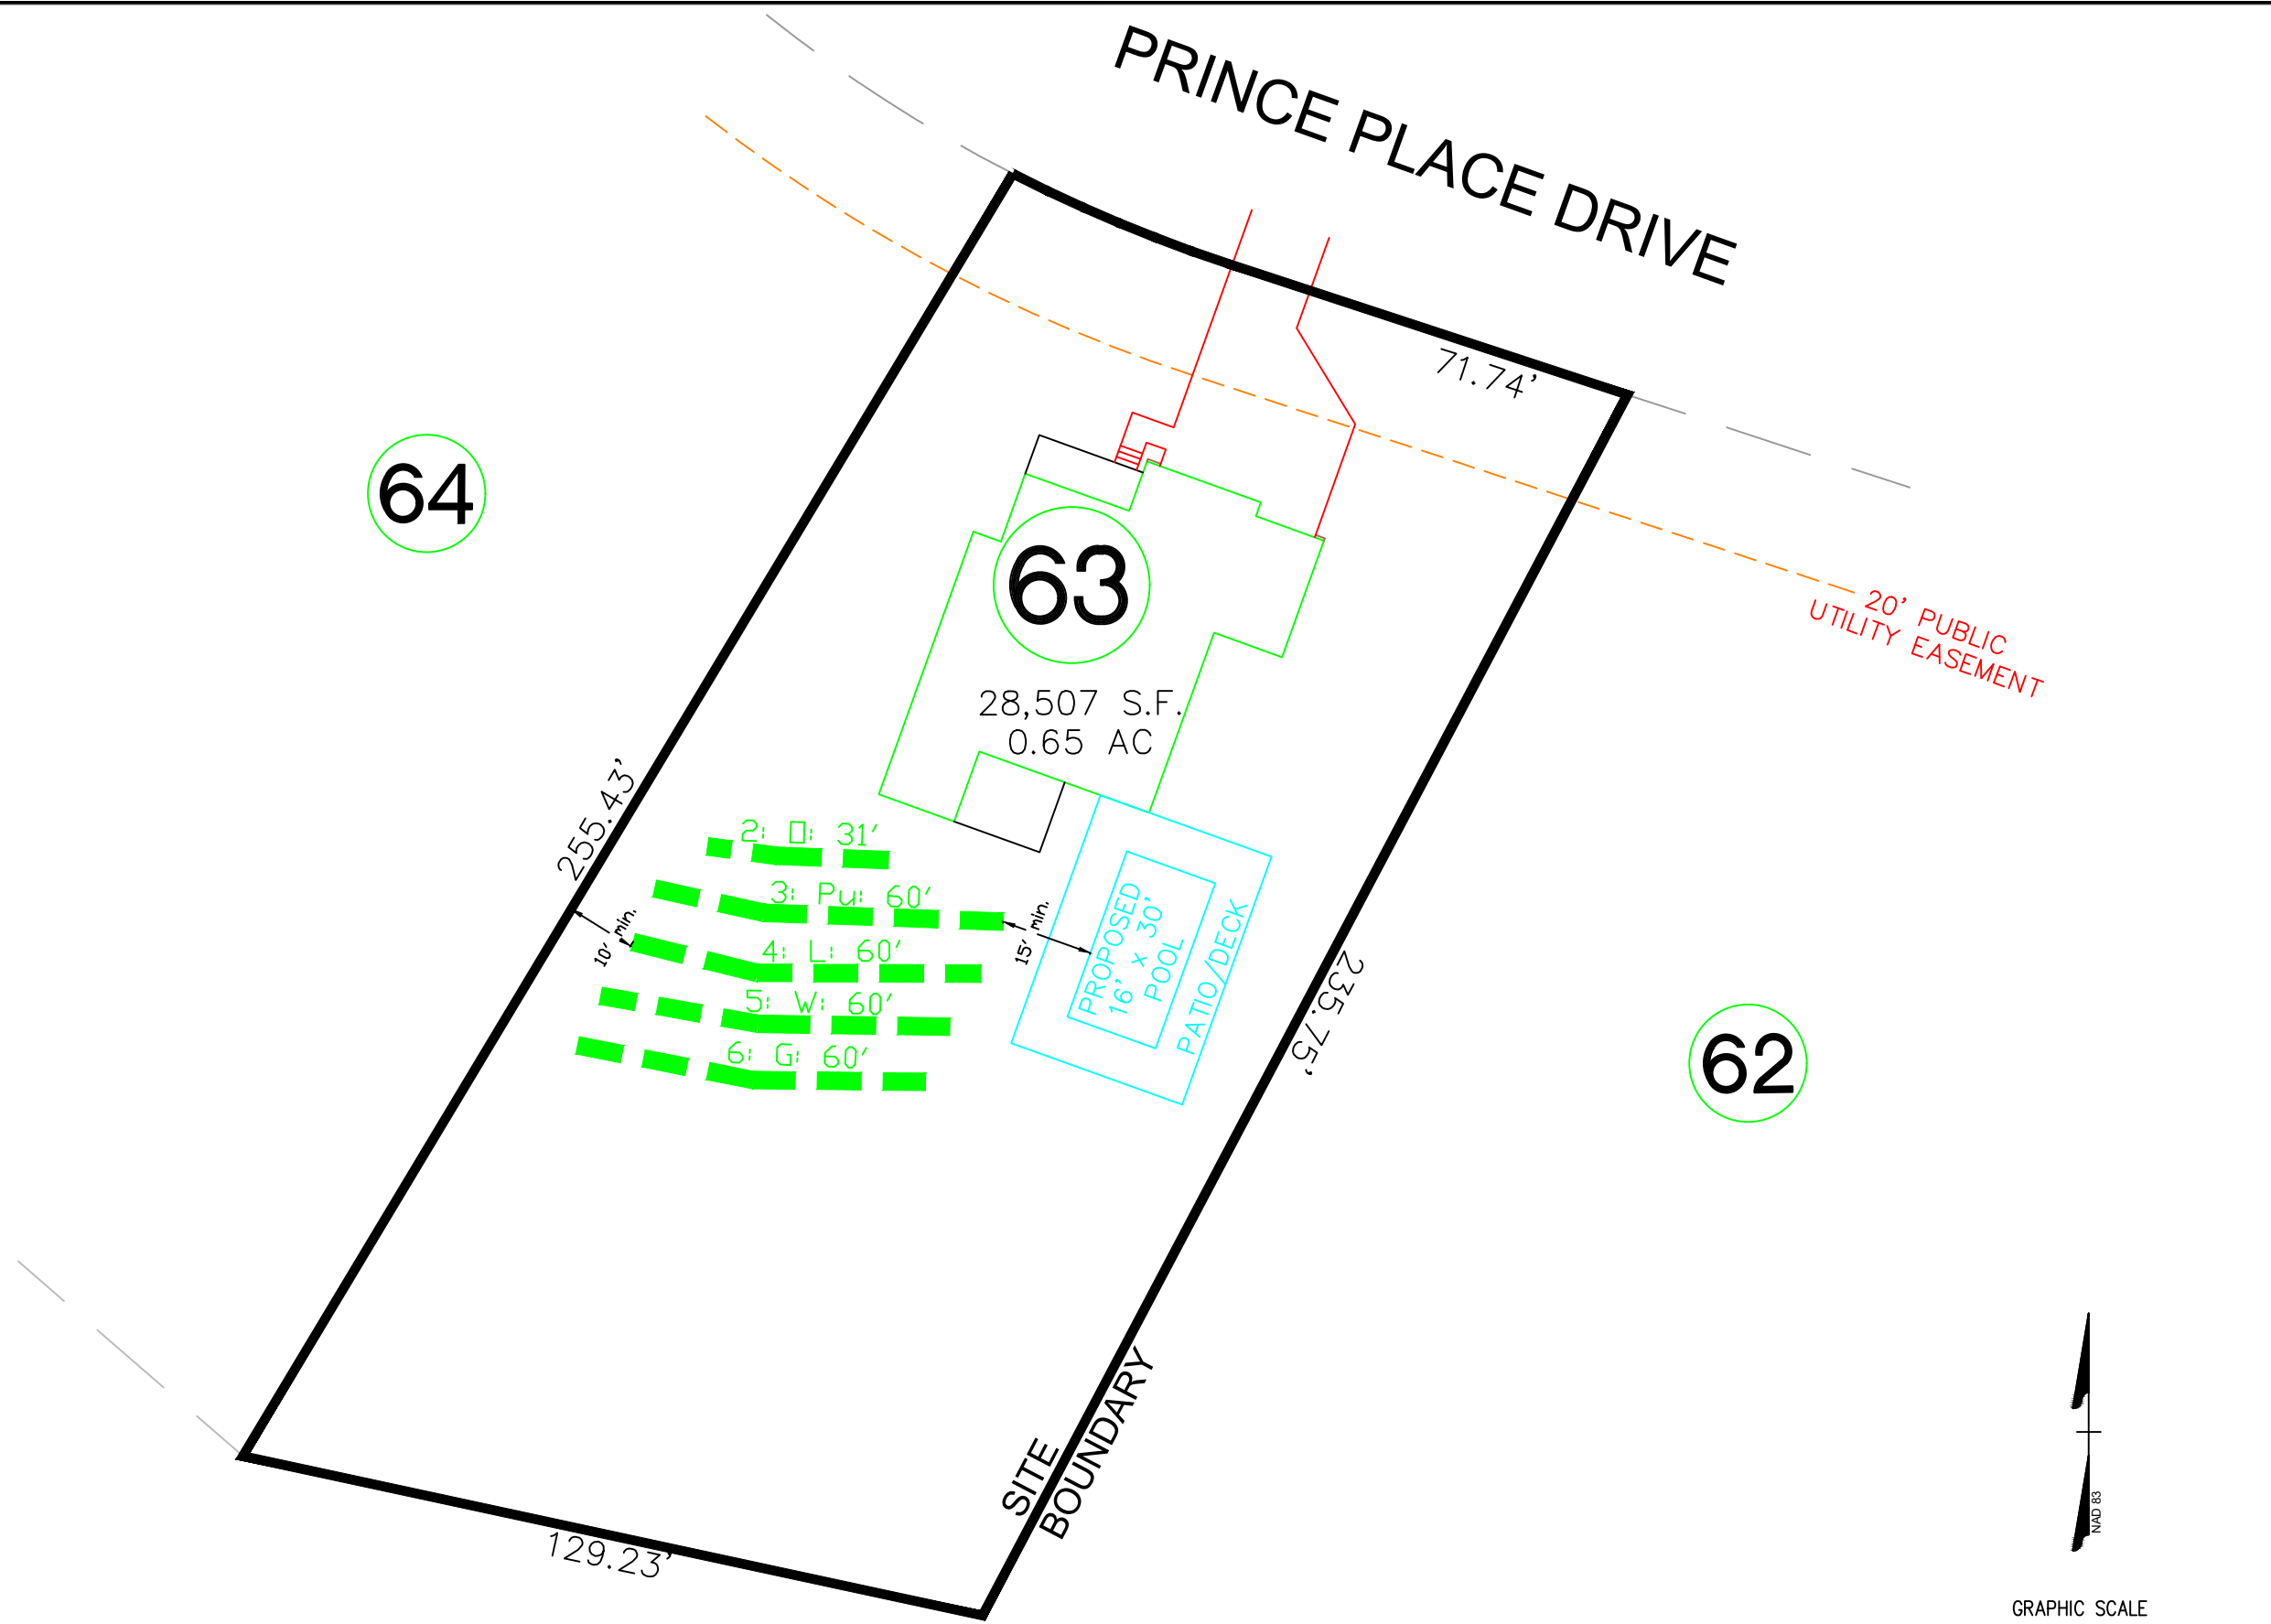 PRINCE PLACE DRIVE
71.74'
64
63
28,507 S.F.
0.65 AC
20' PUBLIC
UTILITY EASEMENT
255.43'
2: O: 31'
3: Pu: 60'
4: L: 60'
5: W: 60'
6: G: 60'
10' min.
15' min.
PROPOSED
16' x 30'
POOL
PATIO/DECK
235.75'
62
SITE
BOUNDARY
129.23'
NAD 83
GRAPHIC SCALE